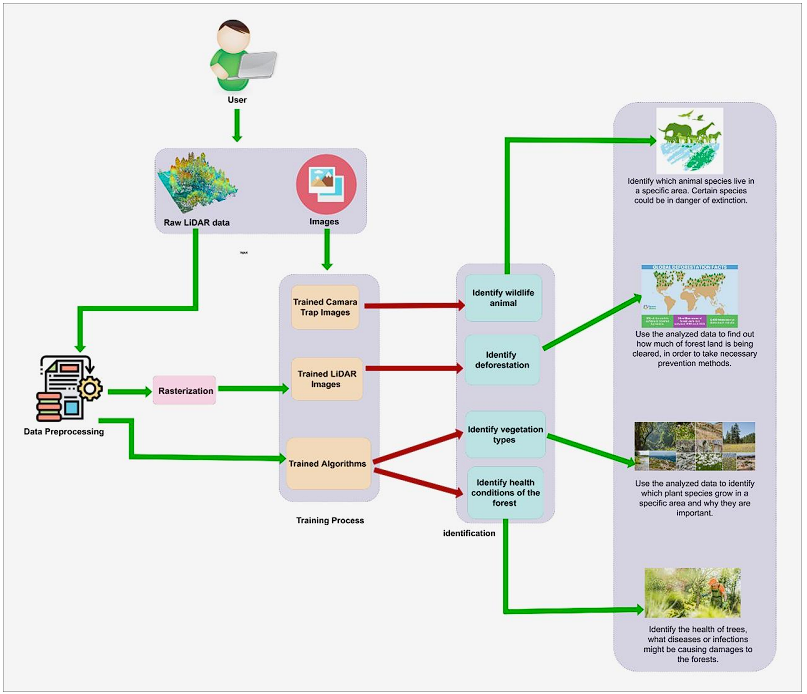 User
Raw LiDAR data
Images
Trained Camara
Trap Images
Trained LiDAR
Images
Trained Algorithms
Training Process
Data Preprocessing
Rasterization
Identify wildlife
animal
Identify
deforestation
Identify vegetation
types
Identify health
conditions of the
forest
identification
Identify which animal species live in
a specific area. Certain species
could be in danger of extinction.
GLOBAL DEFORESTATION FACTS
Use the analyzed data to find out
how much of forest land is being
cleared, in order to take necessary
prevention methods.
Use the analyzed data to identify
which plant species grow in a
specific area and why they are
important.
Identify the health of trees,
what diseases or infections
might be causing damages to
the forests.